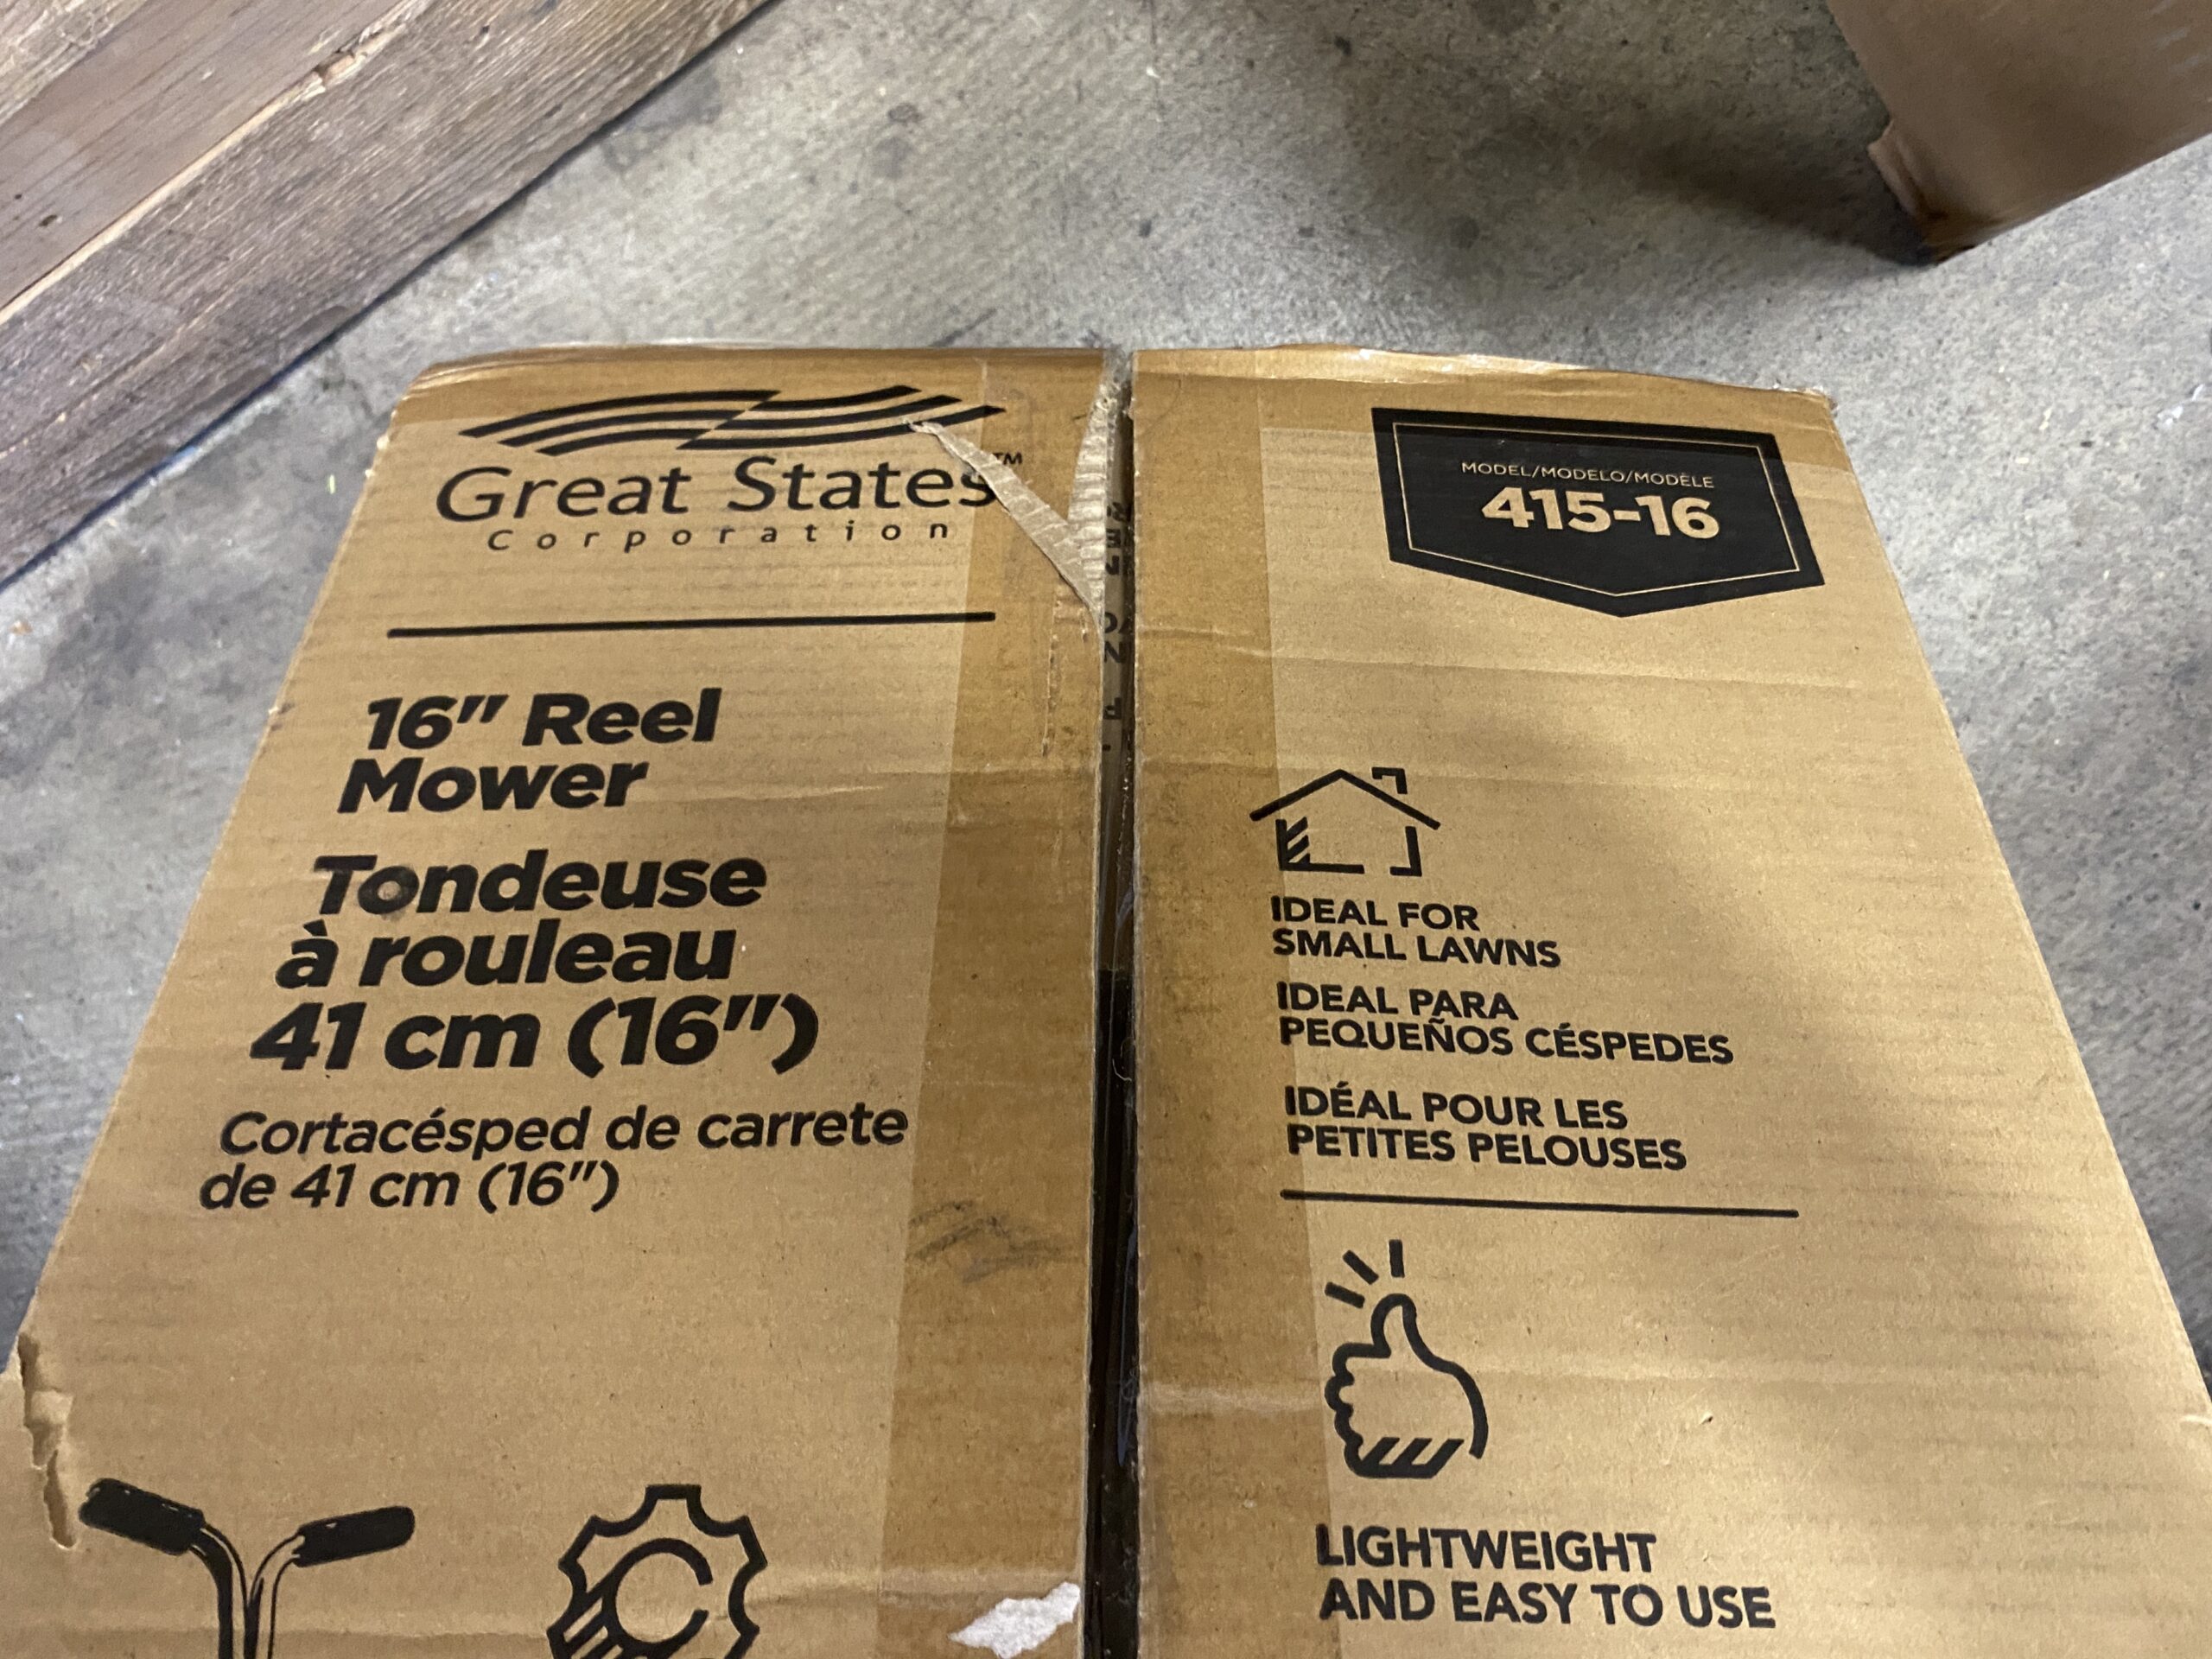 Great States™
Corporation
16" Reel
Mower
Tondeuse
à rouleau
41 cm (16")
Cortacésped de carrete
de 41 cm (16")
MODEL/MODELO/MODÈLE
415-16
IDEAL FOR
SMALL LAWNS
IDEAL PARA
PEQUEÑOS CÉSPEDES
IDÉAL POUR LES
PETITES PELOUSES
LIGHTWEIGHT
AND EASY TO USE